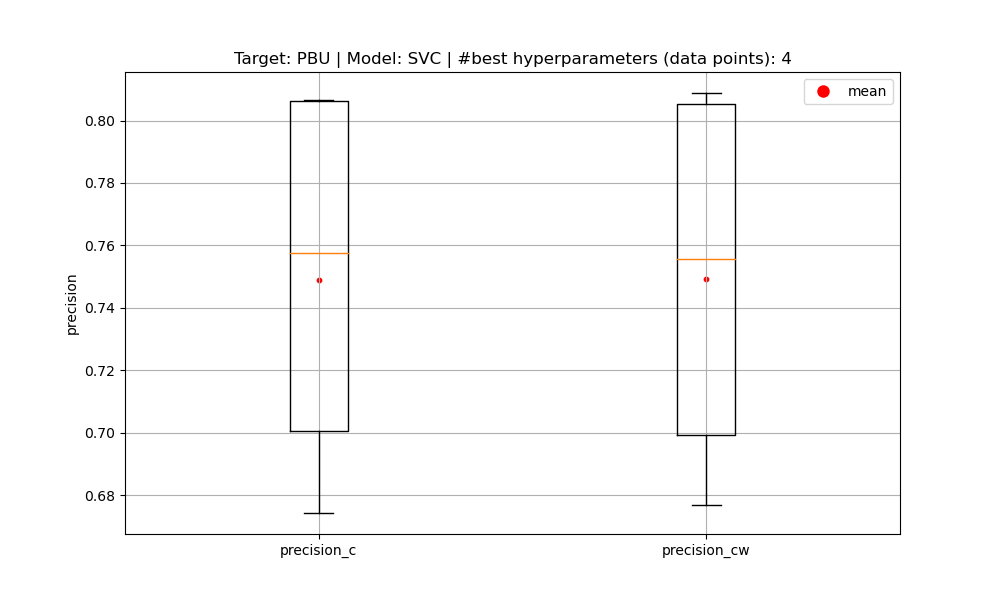 Target: PBU | Model: SVC | #best hyperparameters (data points): 4
mean
0.80
0.78
0.76
0.74
0.72
0.70
0.68
precision
precision_c
precision_cw